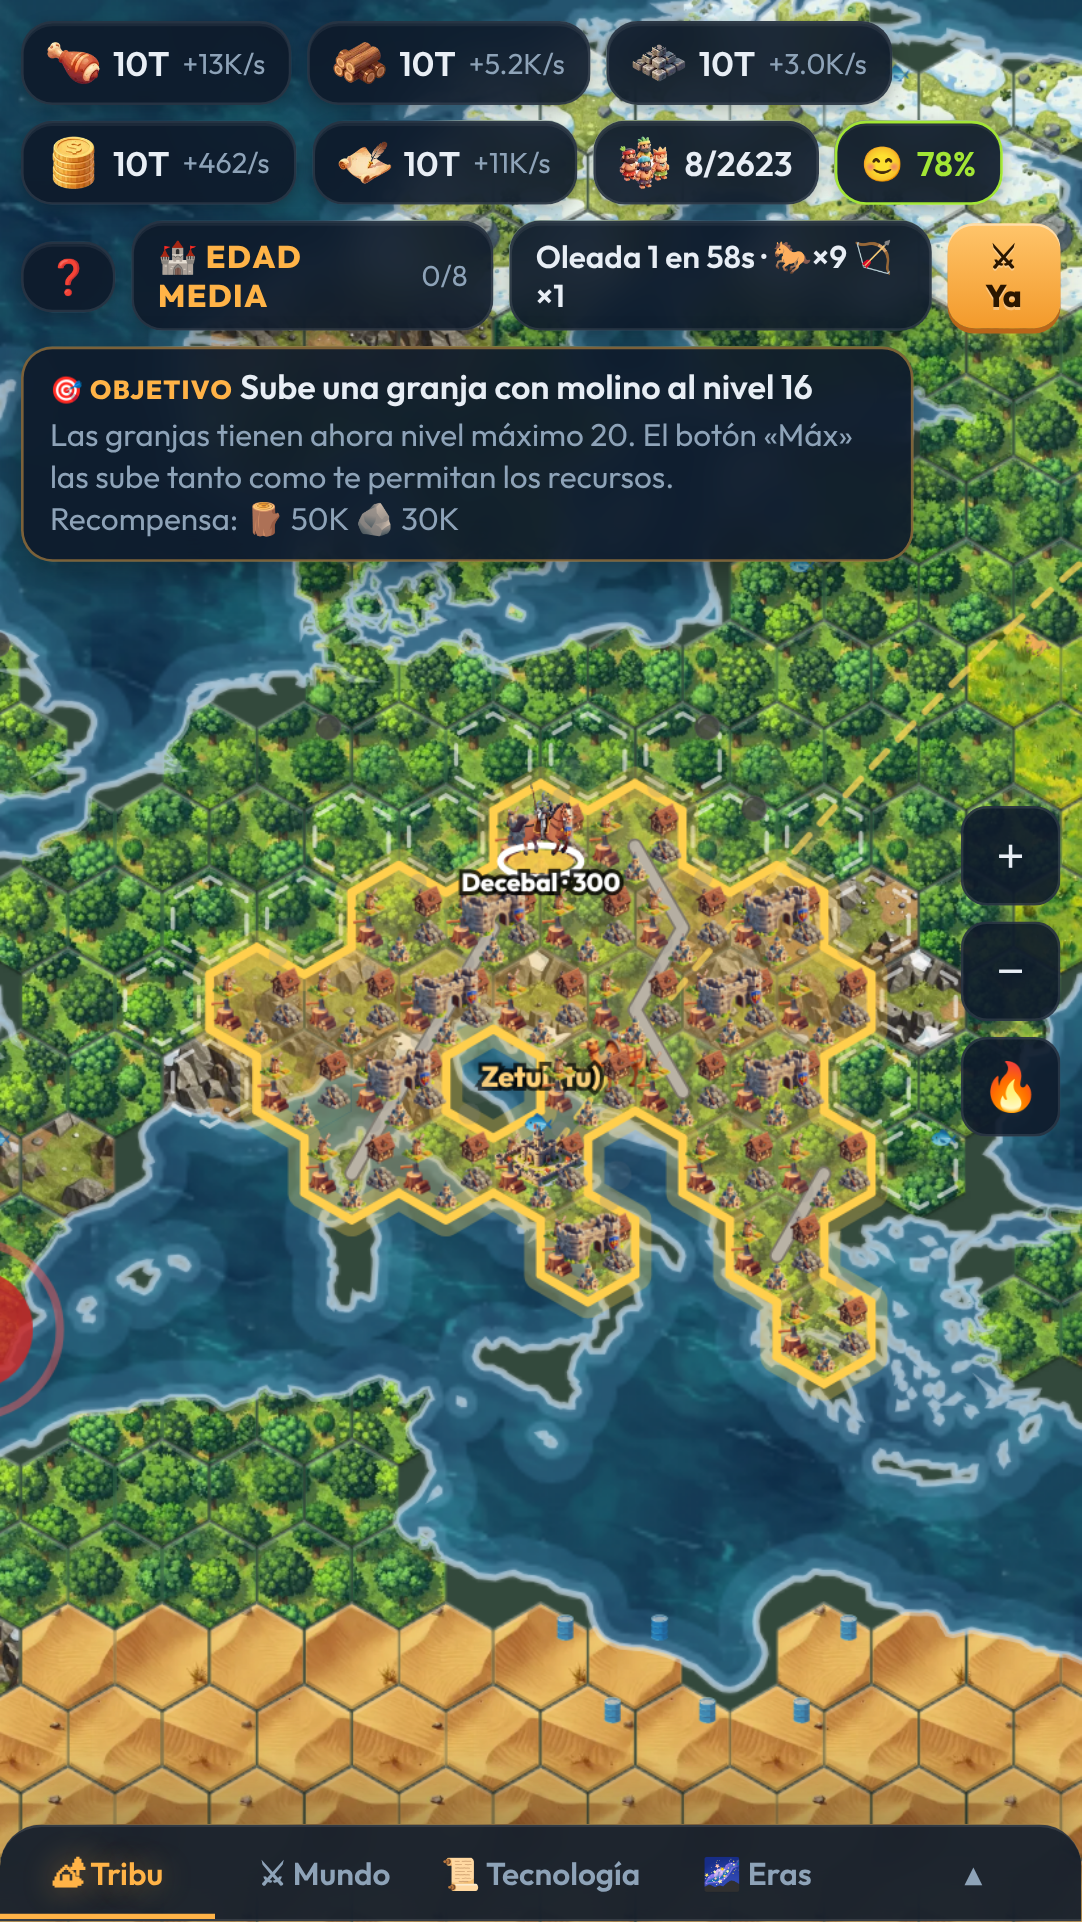 10T +13K/s
10T +5.2K/s
10T +3.0K/s
10T +462/s
10T +11K/s
8/2623
78%
EDAD
MEDIA
0/8
Oleada 1 en 58s · ×9
×1
Ya
OBJETIVO Sube una granja con molino al nivel 16
Las granjas tienen ahora nivel máximo 20. El botón «Máx»
las sube tanto como te permitan los recursos.
Recompensa: 50K 30K
Decebal·300
tu)
+
−
Tribu
Mundo
Tecnología
Eras